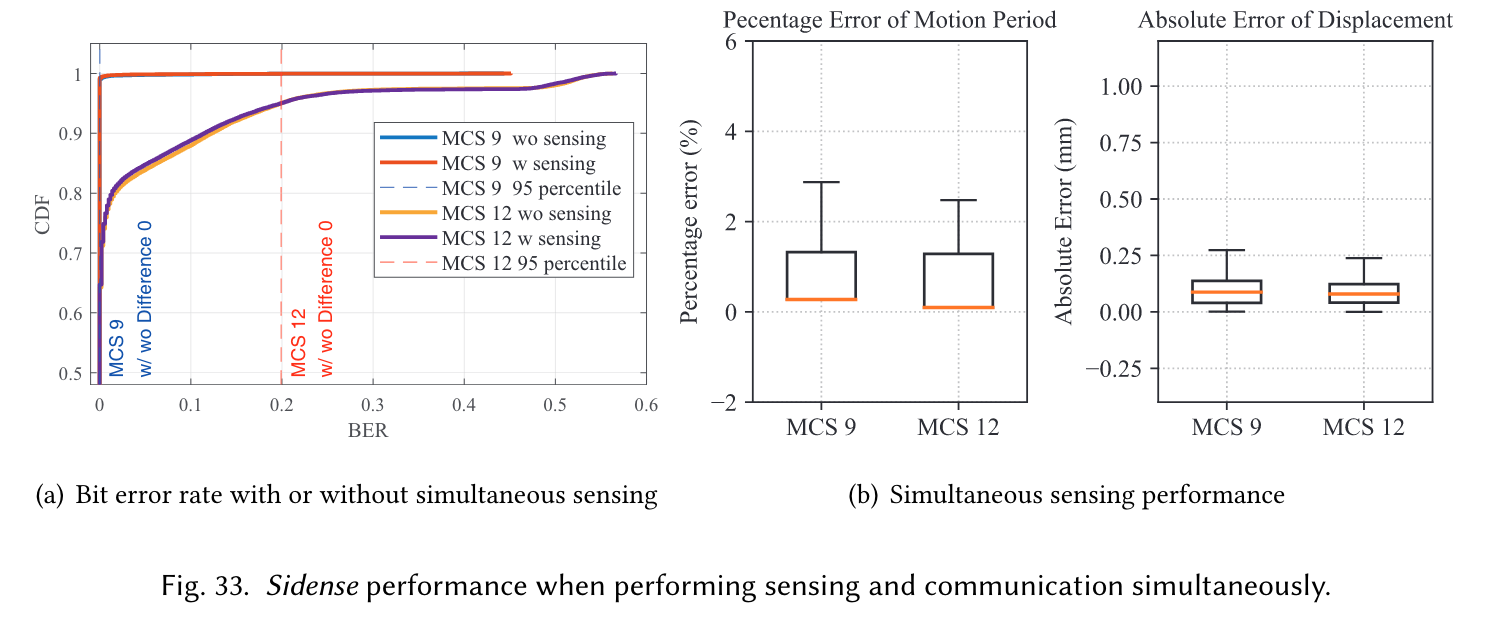 CDF
1
0.9
0.8
0.7
0.6
0.5
0
0.1
0.2
0.3
0.4
0.5
0.6
BER
MCS 9 wo sensing
MCS 9 w sensing
MCS 9 95 percentile
MCS 12 wo sensing
MCS 12 w sensing
MCS 12 95 percentile
MCS 9
w/ wo Difference 0
MCS 12
w/ wo Difference 0
(a) Bit error rate with or without simultaneous sensing
Pecentage Error of Motion Period
Percentage error (%)
6
4
2
0
−2
MCS 9
MCS 12
Absolute Error of Displacement
Absolute Error (mm)
1.00
0.75
0.50
0.25
0.00
−0.25
MCS 9
MCS 12
(b) Simultaneous sensing performance
Fig. 33. Sidense performance when performing sensing and communication simultaneously.